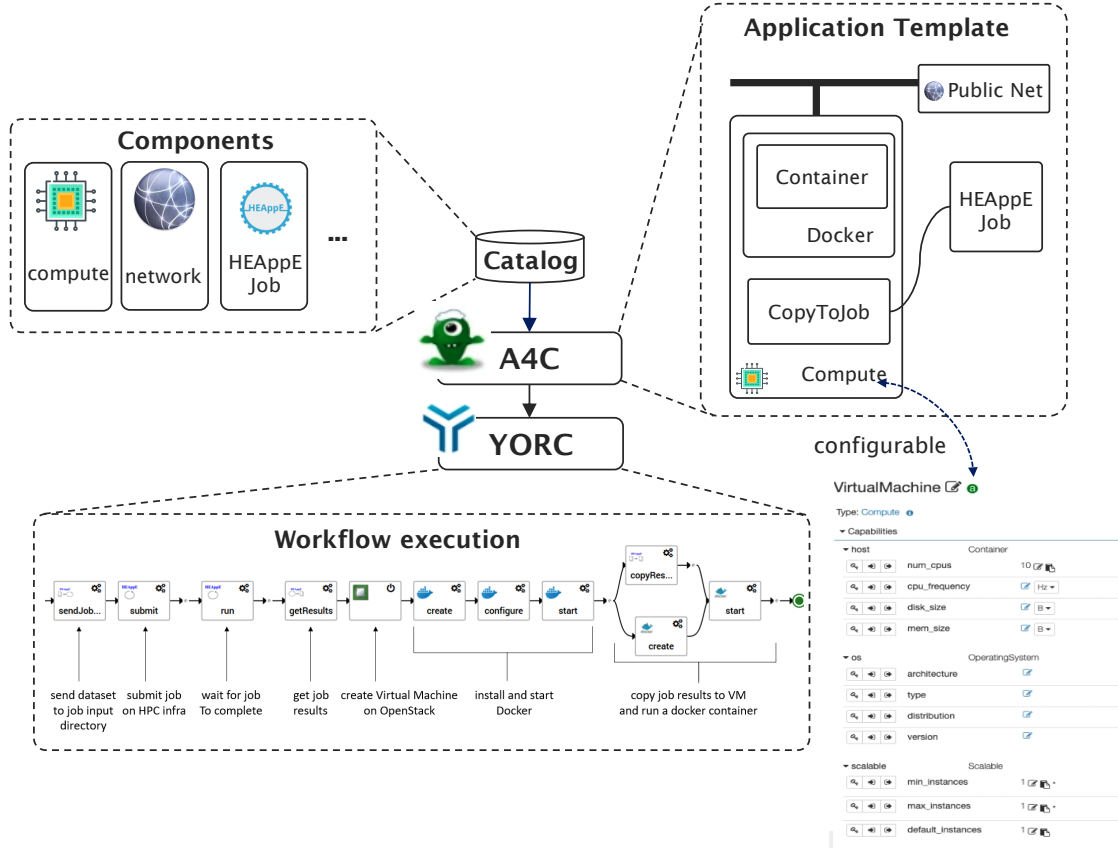 Application Template
Public Net
Container
Docker
HEAppE
Job
CopyToJob
Compute
Components
compute
network
HEAppE
HEAppE
Job
...
Catalog
A4C
YORC
configurable
Workflow execution
sendJob...
HEAppE
submit
HEAppE
run
getResults
create
configure
start
copyRes...
create
start
send dataset
to job input
directory
submit job
on HPC infra
wait for job
To complete
get job
results
create Virtual Machine
on OpenStack
install and start
Docker
copy job results to VM
and run a docker container
VirtualMachine a
Type: Compute
Capabilities
host Container
num_cpus 10
cpu_frequency Hz
disk_size B
mem_size B
os OperatingSystem
architecture
type
distribution
version
scalable Scalable
min_instances 1 *
max_instances 1 *
default_instances 1